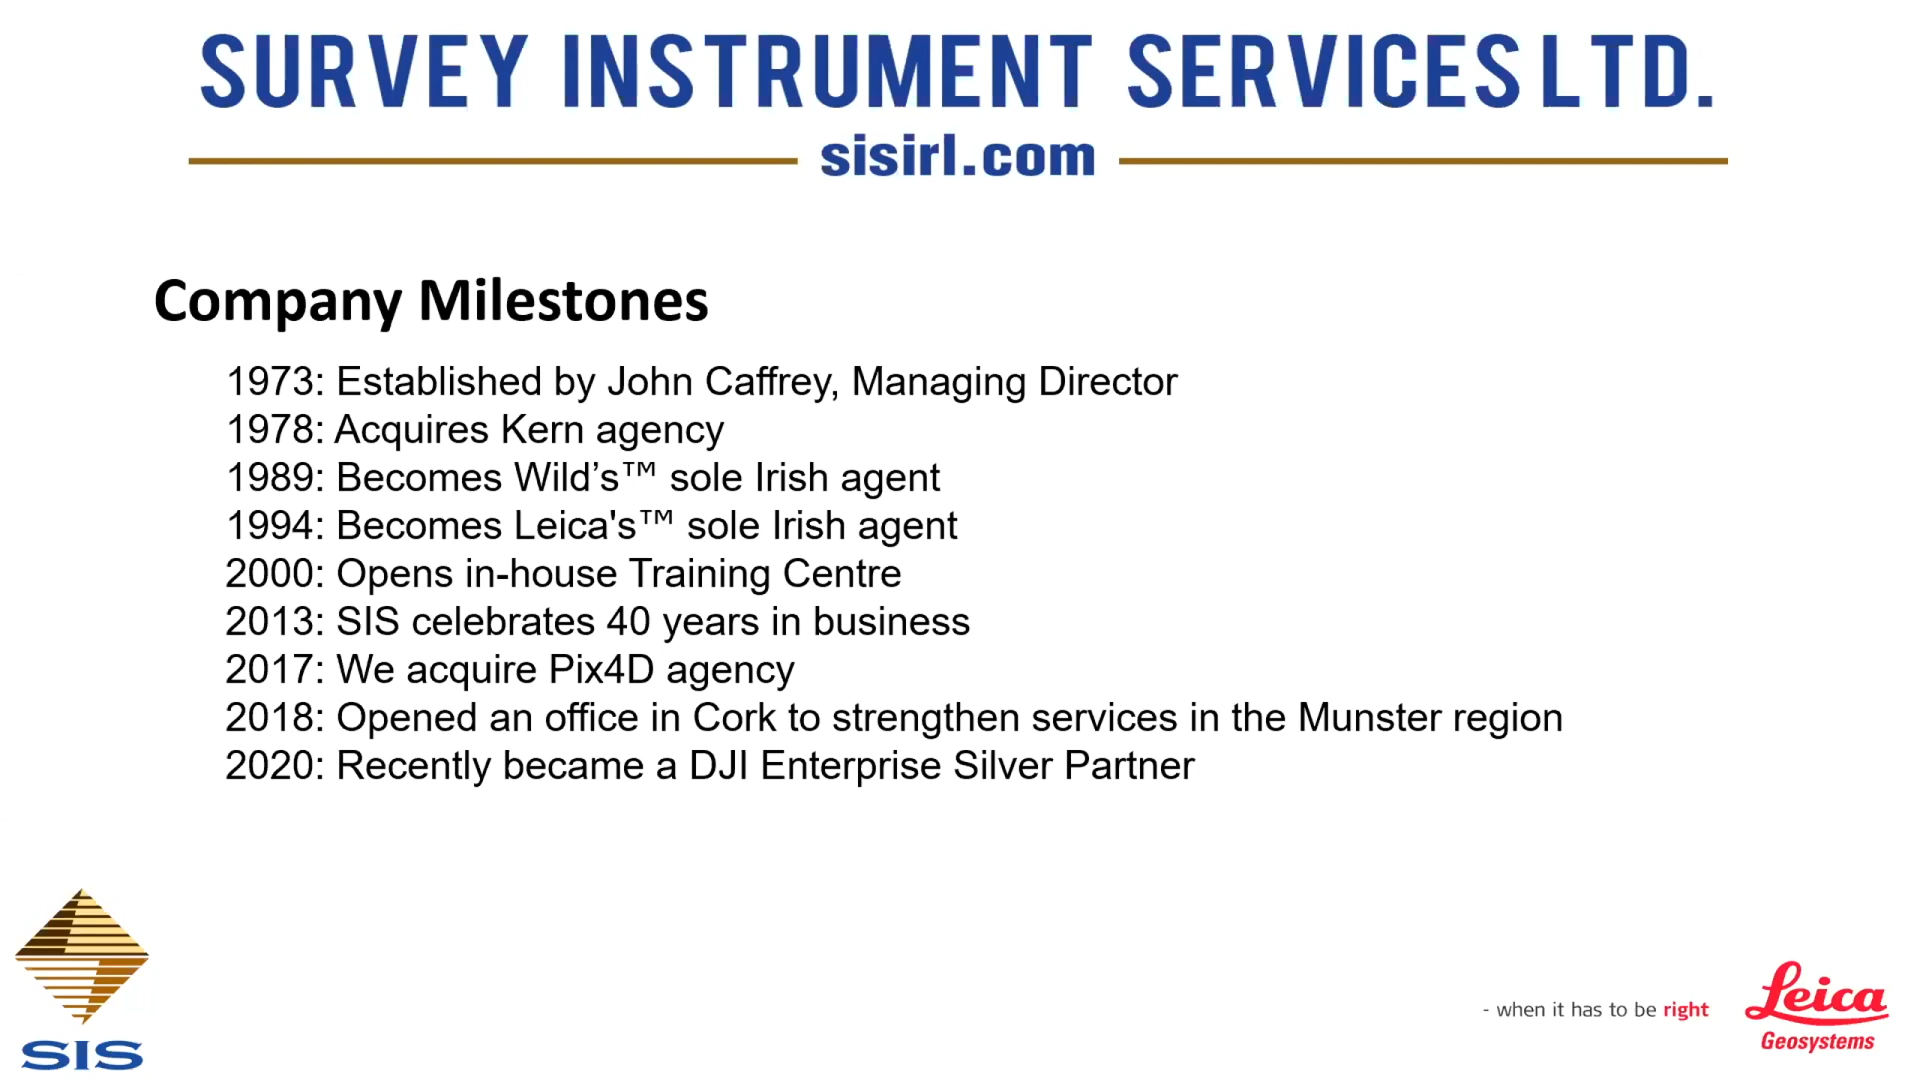 SURVEY INSTRUMENT SERVICES LTD.
sisirl.com
Company Milestones
1973: Established by John Caffrey, Managing Director
1978: Acquires Kern agency
1989: Becomes Wild’s™ sole Irish agent
1994: Becomes Leica's™ sole Irish agent
2000: Opens in-house Training Centre
2013: SIS celebrates 40 years in business
2017: We acquire Pix4D agency
2018: Opened an office in Cork to strengthen services in the Munster region
2020: Recently became a DJI Enterprise Silver Partner
SIS
- when it has to be right
Leica
Geosystems